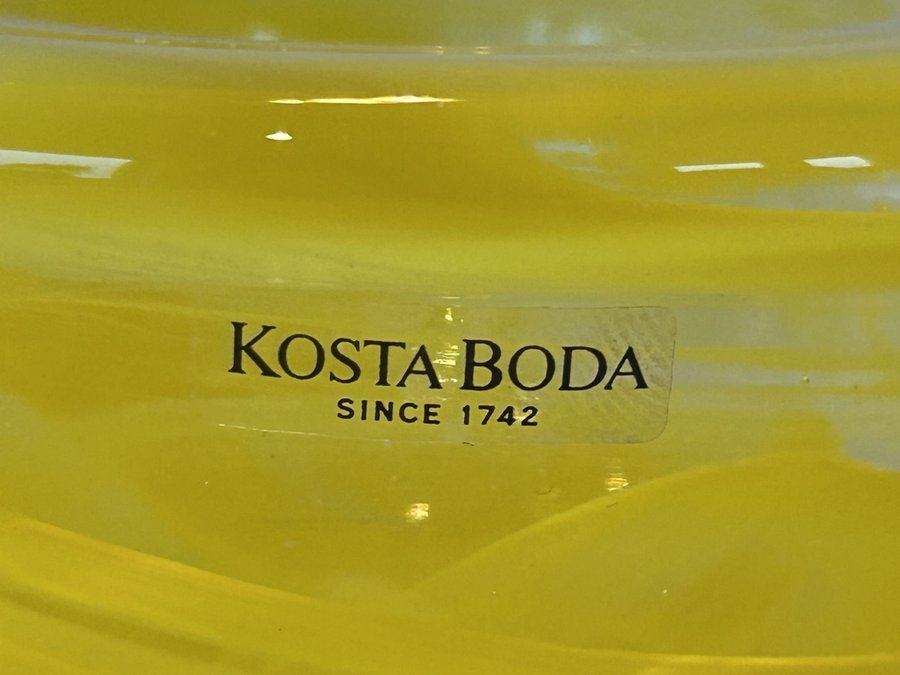 KOSTA BODA
SINCE 1742